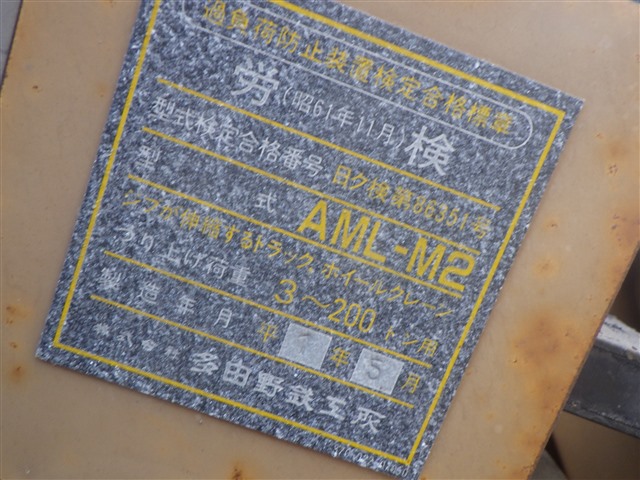 過負荷防止装置検定合格標章
労(昭61年11月)検
型式検定合格番号 日ク検第86351号
型式 AML-M2
ジブが伸縮するトラック、ホイールクレーン
つり上げ荷重 3~200トン用
製造年月 平1年5月
株式会社 多田野鉄工所